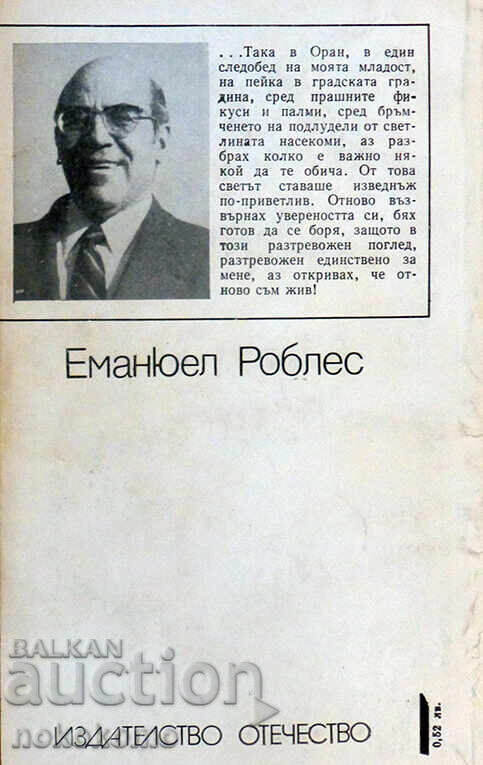 ...Така в Оран, в един
следобед на моята младост,
на пейка в градската гра-
дина, сред прашните фи-
куси и палми, сред бръм-
ченето на подлудели от свет-
лината насекоми, аз раз-
брах колко е важно ня-
кой да те обича. От това
светът ставаше изведнъж
по-приветлив. Отново въз-
върнах увереността си, бях
готов да се боря, защото в
този разтревожен поглед,
разтревожен единствено за
мене, аз откривах, че от-
ново съм жив!
Еманюел Роблес
BALKAN
auction
ИЗДАТЕЛСТВО ОТЕЧЕСТВО
0,52 лв.